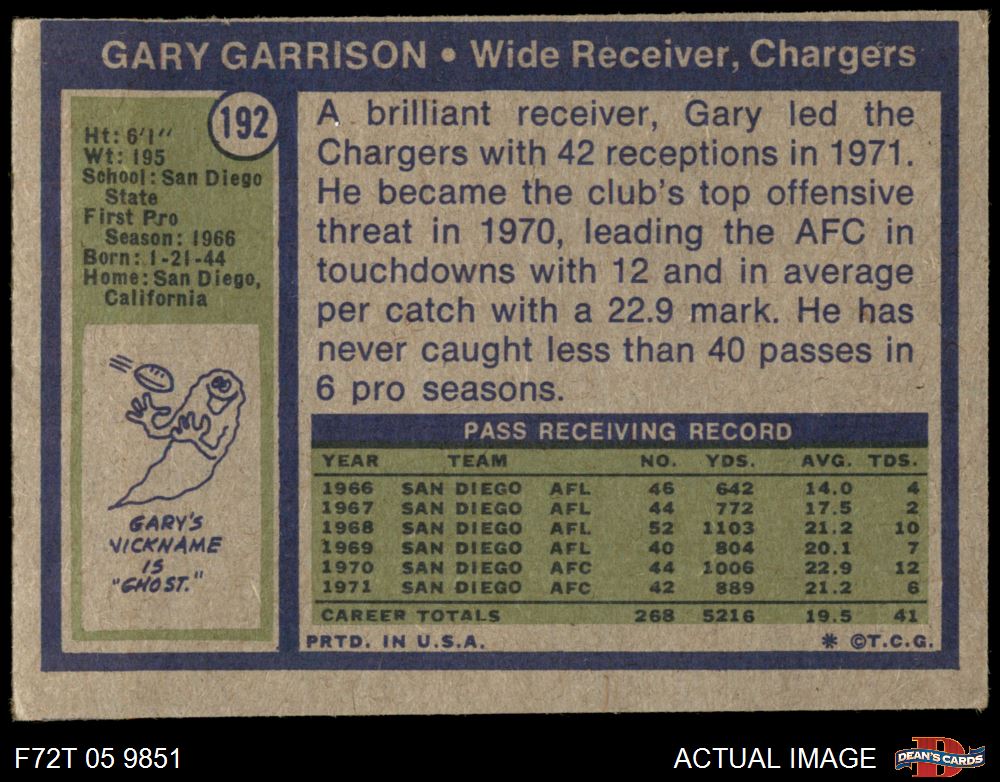 GARY GARRISON • Wide Receiver, Chargers
192
Ht: 6'1"
Wt: 195
School: San Diego
State
First Pro
Season: 1966
Born: 1-21-44
Home: San Diego,
California
GARY'S
NICKNAME
IS
"GHOST."
A brilliant receiver, Gary led the
Chargers with 42 receptions in 1971.
He became the club's top offensive
threat in 1970, leading the AFC in
touchdowns with 12 and in average
per catch with a 22.9 mark. He has
never caught less than 40 passes in
6 pro seasons.
PASS RECEIVING RECORD
YEAR TEAM NO. YDS. AVG. TDS.
1966 SAN DIEGO AFL 46 642 14.0 4
1967 SAN DIEGO AFL 44 772 17.5 2
1968 SAN DIEGO AFL 52 1103 21.2 10
1969 SAN DIEGO AFL 40 804 20.1 7
1970 SAN DIEGO AFC 44 1006 22.9 12
1971 SAN DIEGO AFC 42 889 21.2 6
CAREER TOTALS 268 5216 19.5 41
PRTD. IN U.S.A. * ©T.C.G.
F72T 05 9851
ACTUAL IMAGE
D
DEAN'S CARDS